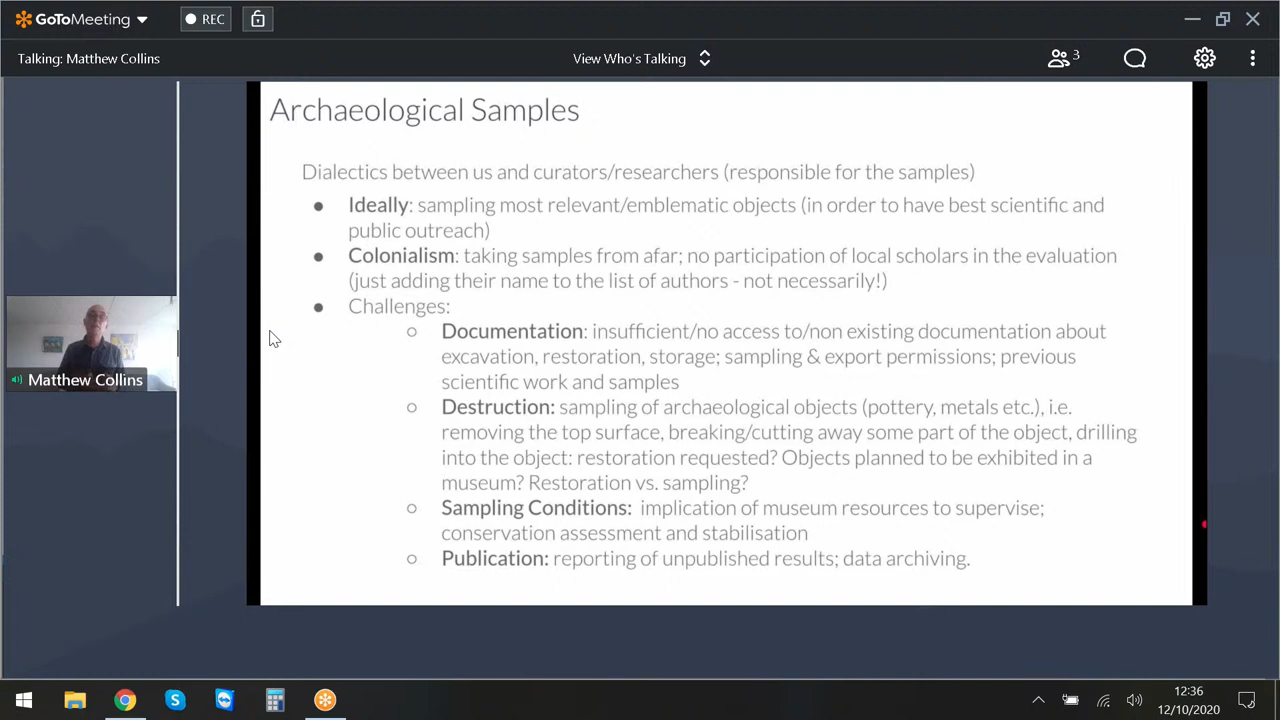 GoToMeeting
REC
Talking: Matthew Collins
View Who's Talking
3
Archaeological Samples
Dialectics between us and curators/researchers (responsible for the samples)
● Ideally: sampling most relevant/emblematic objects (in order to have best scientific and
public outreach)
● Colonialism: taking samples from afar; no participation of local scholars in the evaluation
(just adding their name to the list of authors - not necessarily!)
● Challenges:
○ Documentation: insufficient/no access to/non existing documentation about
excavation, restoration, storage; sampling & export permissions; previous
scientific work and samples
○ Destruction: sampling of archaeological objects (pottery, metals etc.), i.e.
removing the top surface, breaking/cutting away some part of the object, drilling
into the object: restoration requested? Objects planned to be exhibited in a
museum? Restoration vs. sampling?
○ Sampling Conditions: implication of museum resources to supervise;
conservation assessment and stabilisation
○ Publication: reporting of unpublished results; data archiving.
Matthew Collins
12:36
12/10/2020